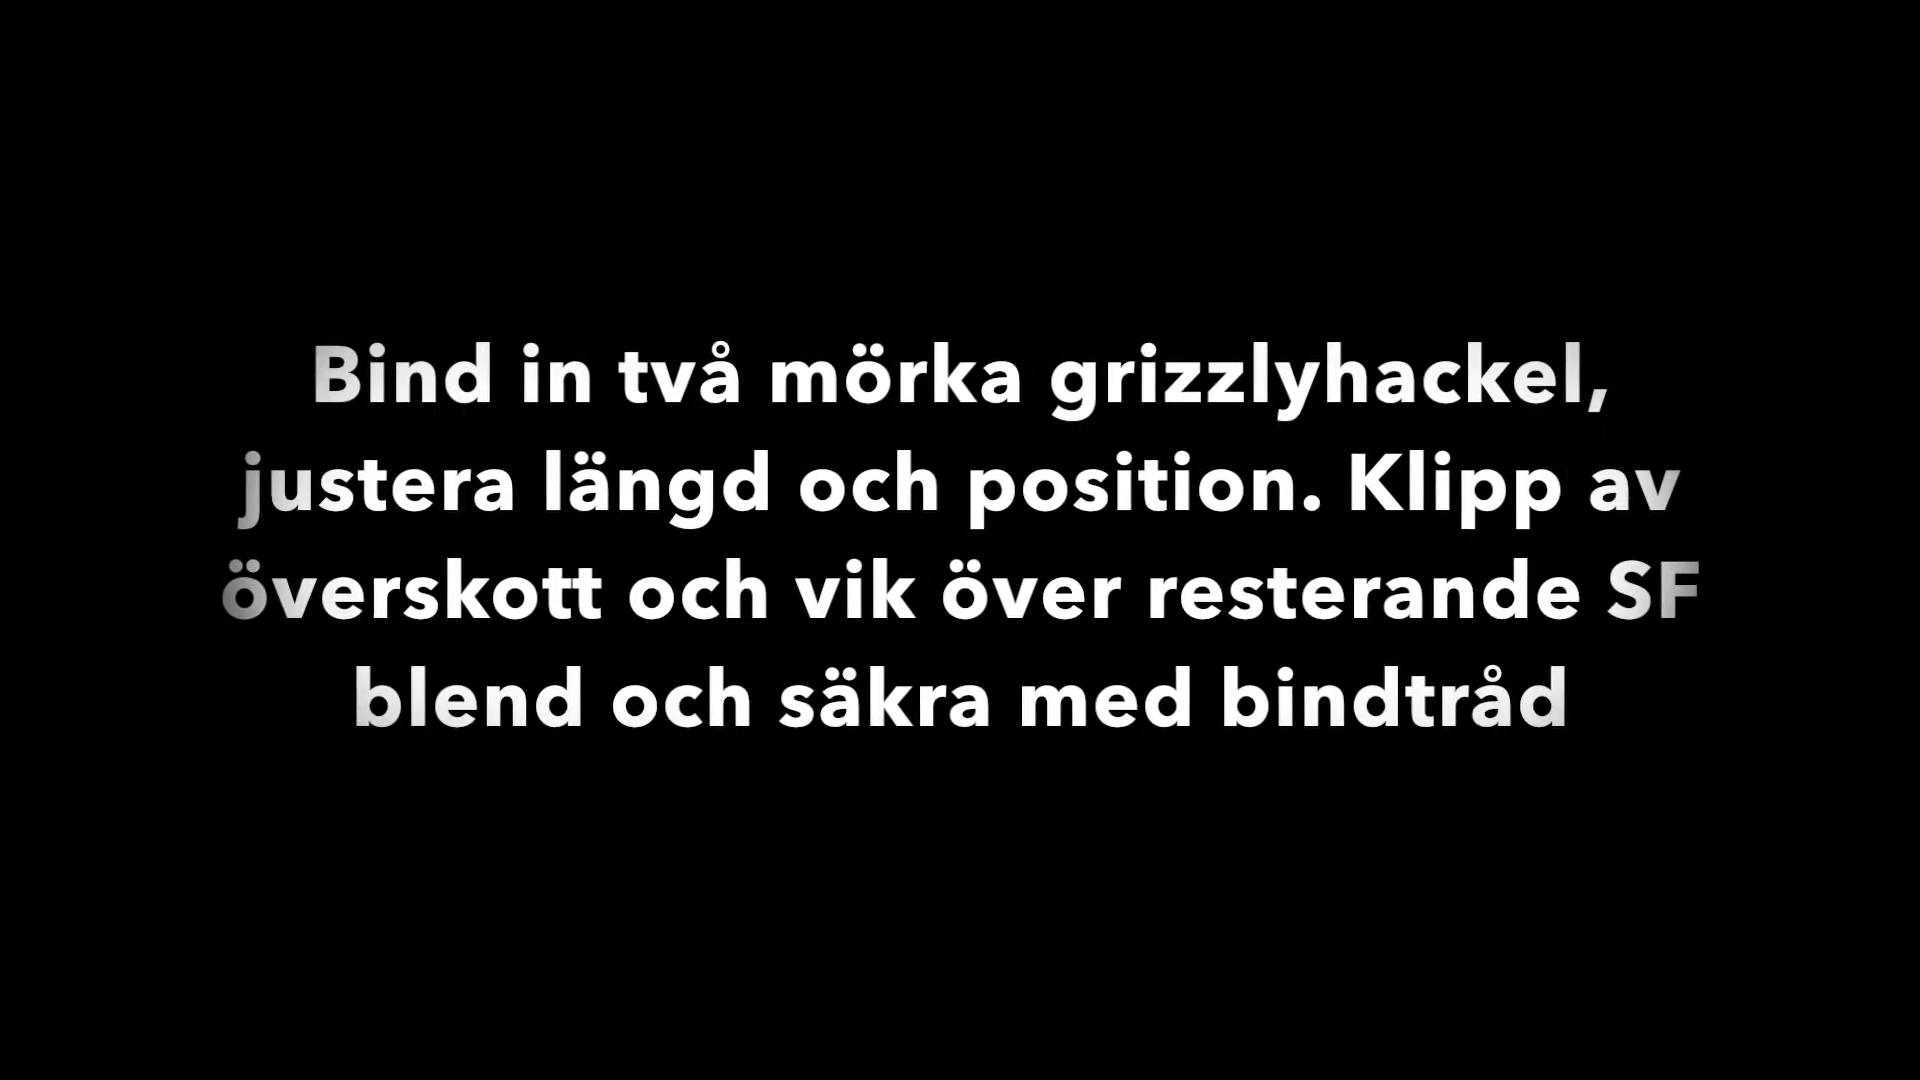 Bind in två mörka grizzlyhackel,
justera längd och position. Klipp av
överskott och vik över resterande SF
blend och säkra med bindtråd